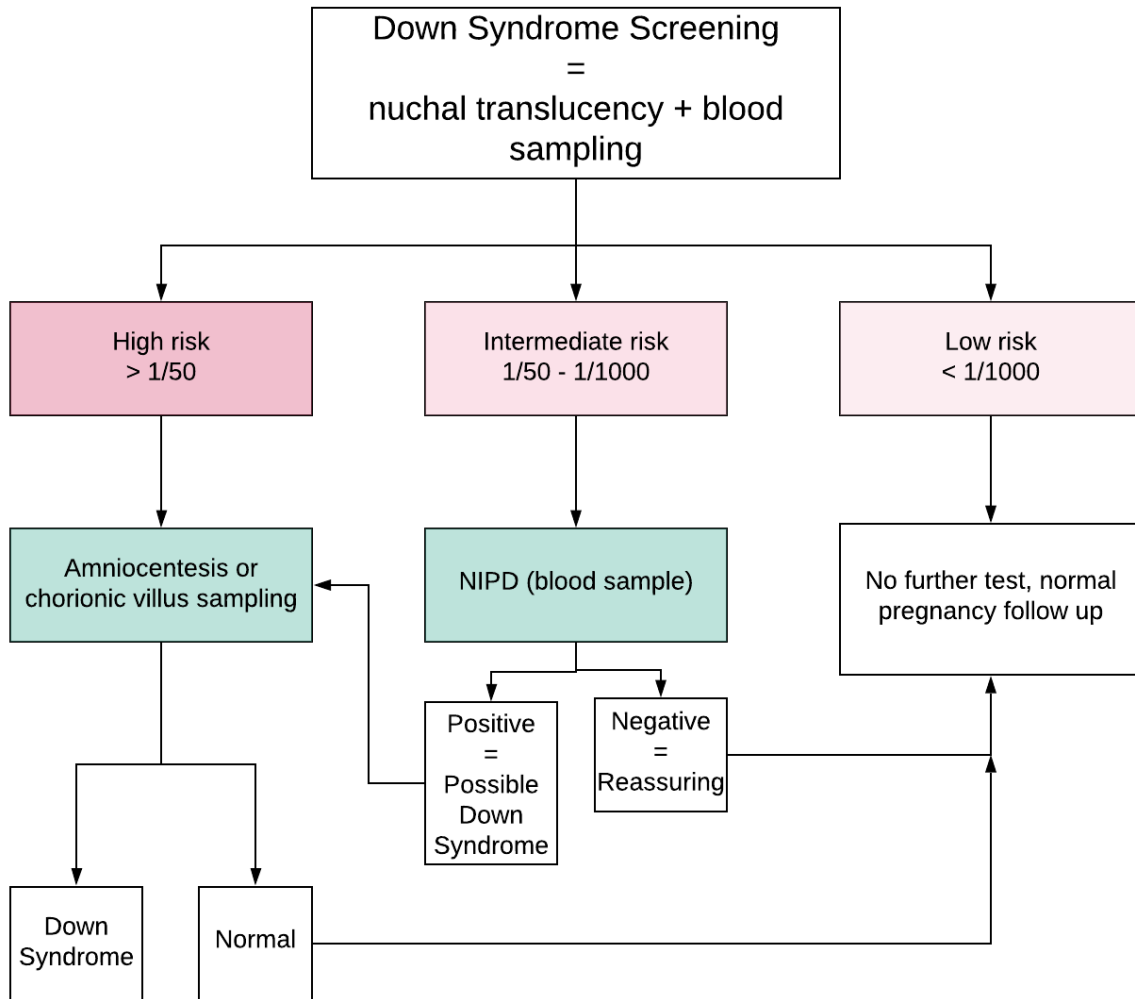 Down Syndrome Screening
=
nuchal translucency + blood
sampling
High risk
> 1/50
Intermediate risk
1/50 - 1/1000
Low risk
< 1/1000
Amniocentesis or
chorionic villus sampling
NIPD (blood sample)
No further test, normal
pregnancy follow up
Positive
=
Possible
Down
Syndrome
Negative
=
Reassuring
Down
Syndrome
Normal